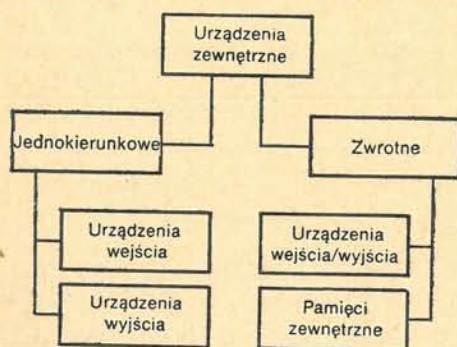 Urządzenia
zewnętrzne
Jednokierunkowe
Zwrotne
Urządzenia
wejścia
Urządzenia
wejścia/wyjścia
Urządzenia
wyjścia
Pamięci
zewnętrzne